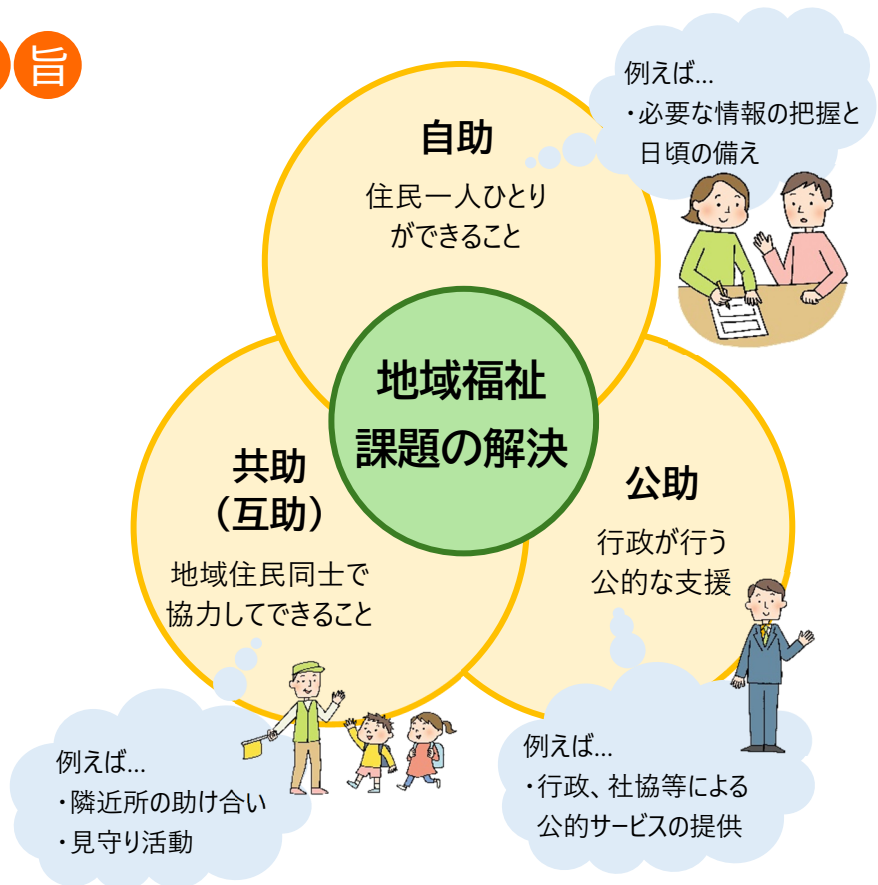 旨
例えば…
・必要な情報の把握と
日頃の備え
自助
住民一人ひとり
ができること
地域福祉
課題の解決
共助
（互助）
地域住民同士で
協力してできること
公助
行政が行う
公的な支援
例えば…
・隣近所の助け合い
・見守り活動
例えば…
・行政、社協等による
公的サービスの提供